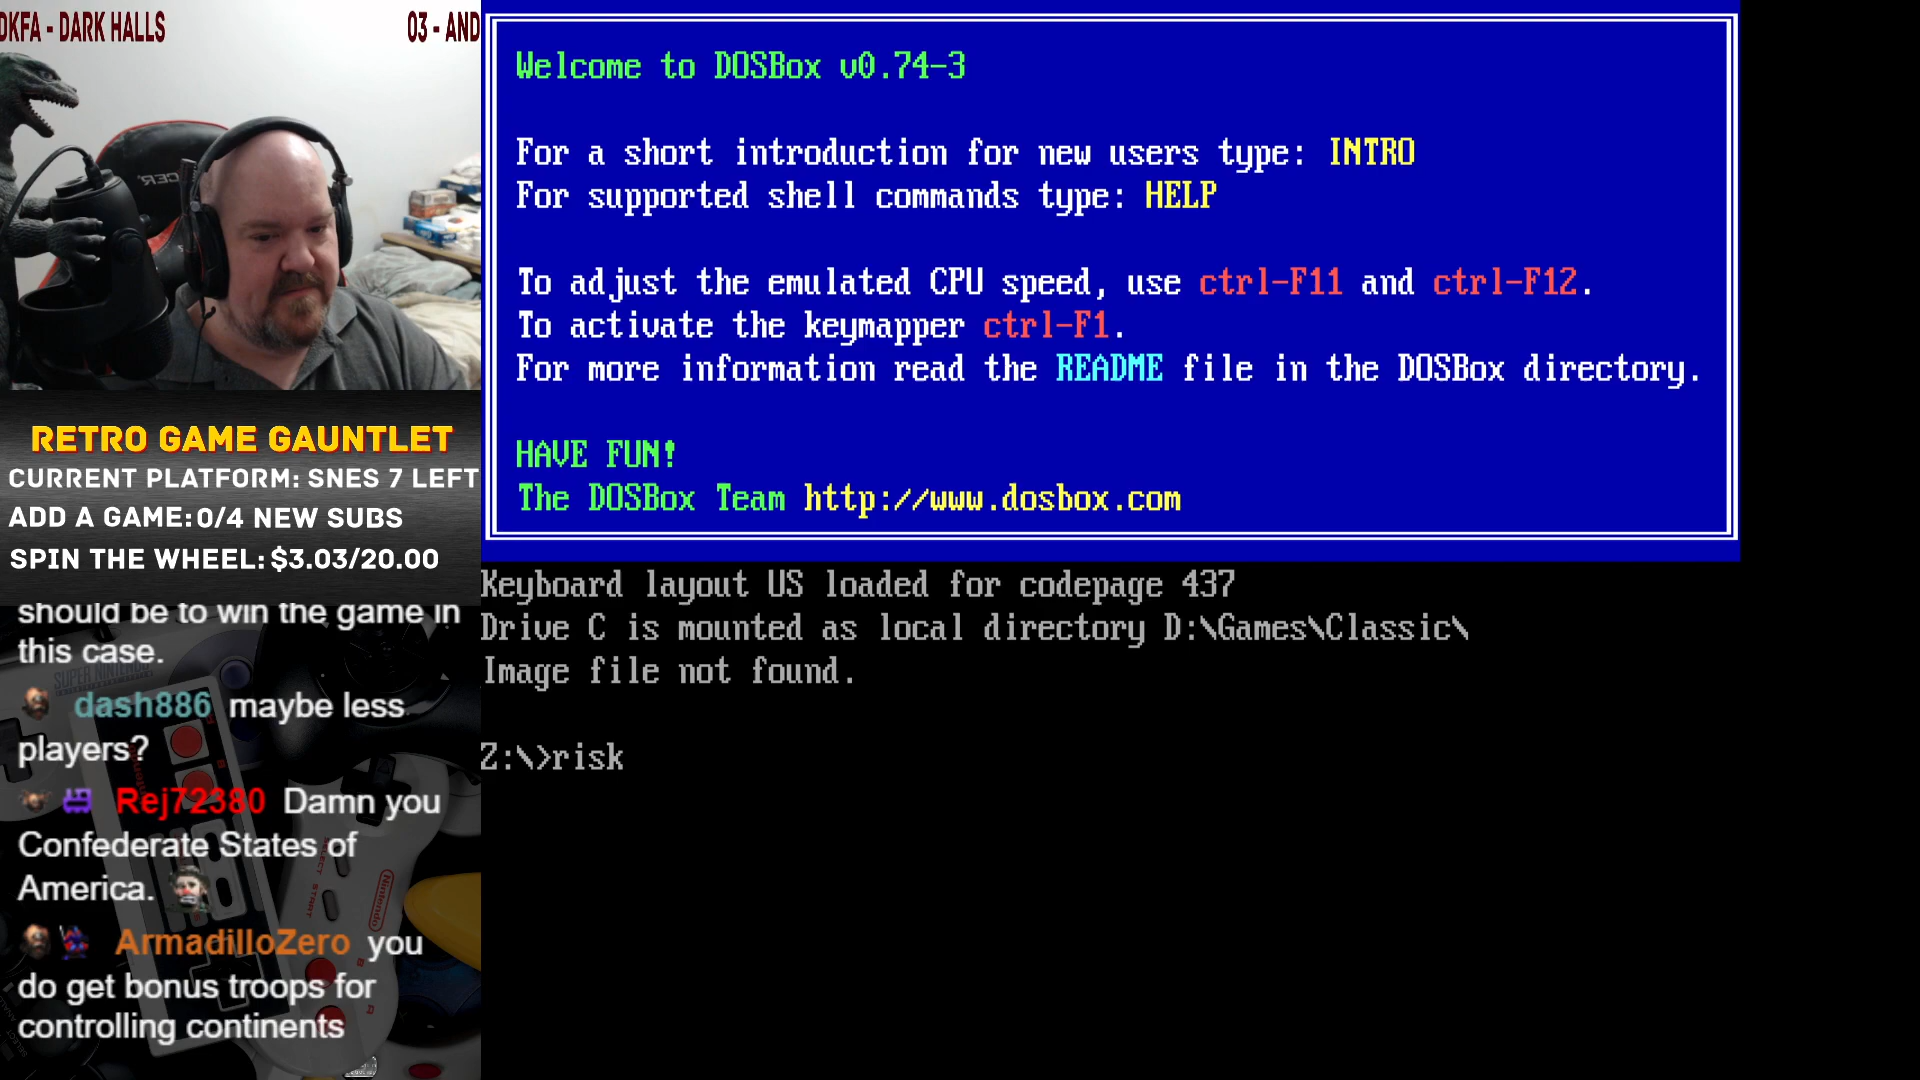 DKFA - DARK HALLS
03 - AND
Welcome to DOSBox v0.74-3
For a short introduction for new users type: INTRO
For supported shell commands type: HELP
To adjust the emulated CPU speed, use ctrl-F11 and ctrl-F12.
To activate the keymapper ctrl-F1.
For more information read the README file in the DOSBox directory.
HAVE FUN!
The DOSBox Team http://www.dosbox.com
Keyboard layout US loaded for codepage 437
Drive C is mounted as local directory D:\Games\Classic\
Image file not found.
Z:\>risk
RETRO GAME GAUNTLET
CURRENT PLATFORM: SNES 7 LEFT
ADD A GAME: 0/4 NEW SUBS
SPIN THE WHEEL: $3.03/20.00
should be to win the game in
this case.
dash886 maybe less
players?
Rej72380 Damn you
Confederate States of
America.
ArmadilloZero you
do get bonus troops for
controlling continents
SUPER NINTENDO
Nintendo
SELECT START